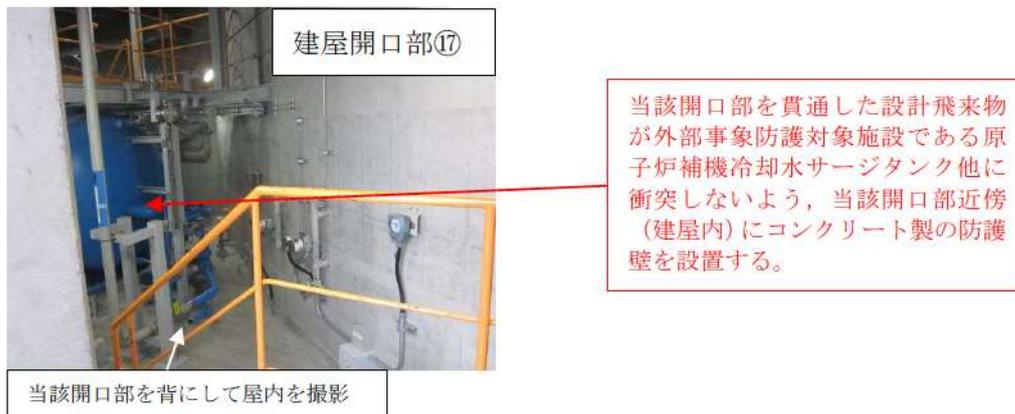 建屋開口部⑰
当該開口部を貫通した設計飛来物
が外部事象防護対象施設である原
子炉補機冷却水サージタンク他に
衝突しないよう，当該開口部近傍
（建屋内）にコンクリート製の防護
壁を設置する。
当該開口部を背にして屋内を撮影